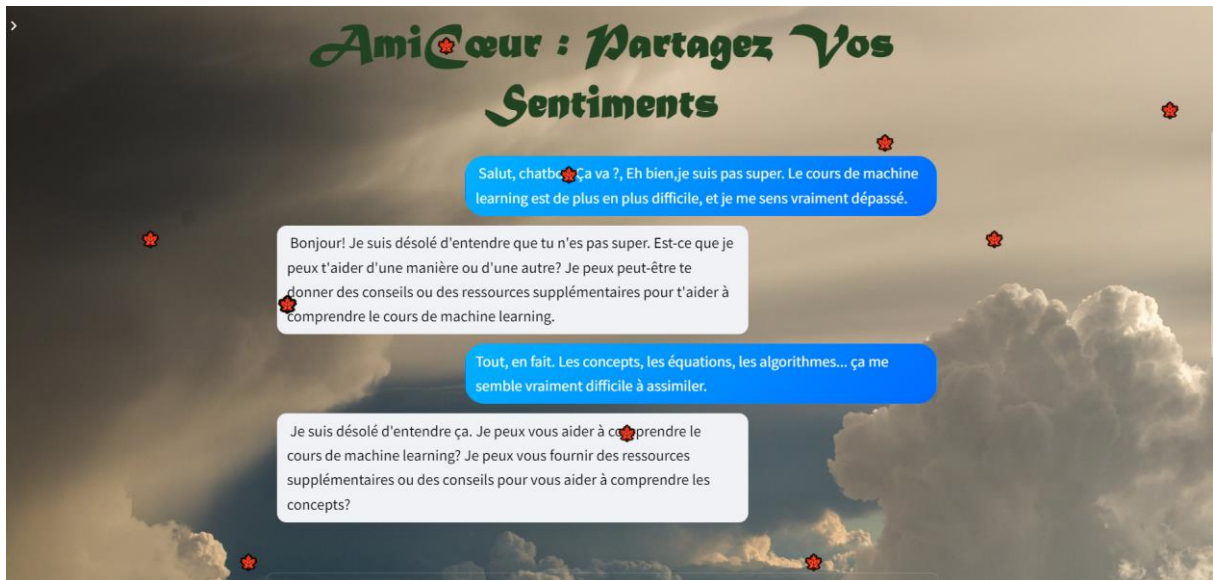 AmiCœur : Partagez Vos
Sentiments
Salut, chatbo Ça va ?, Eh bien,je suis pas super. Le cours de machine
learning est de plus en plus difficile, et je me sens vraiment dépassé.
Bonjour! Je suis désolé d'entendre que tu n'es pas super. Est-ce que je
peux t'aider d'une manière ou d'une autre? Je peux peut-être te
donner des conseils ou des ressources supplémentaires pour t'aider à
comprendre le cours de machine learning.
Tout, en fait. Les concepts, les équations, les algorithmes... ça me
semble vraiment difficile à assimiler.
Je suis désolé d'entendre ça. Je peux vous aider à comprendre le
cours de machine learning? Je peux vous fournir des ressources
supplémentaires ou des conseils pour vous aider à comprendre les
concepts?